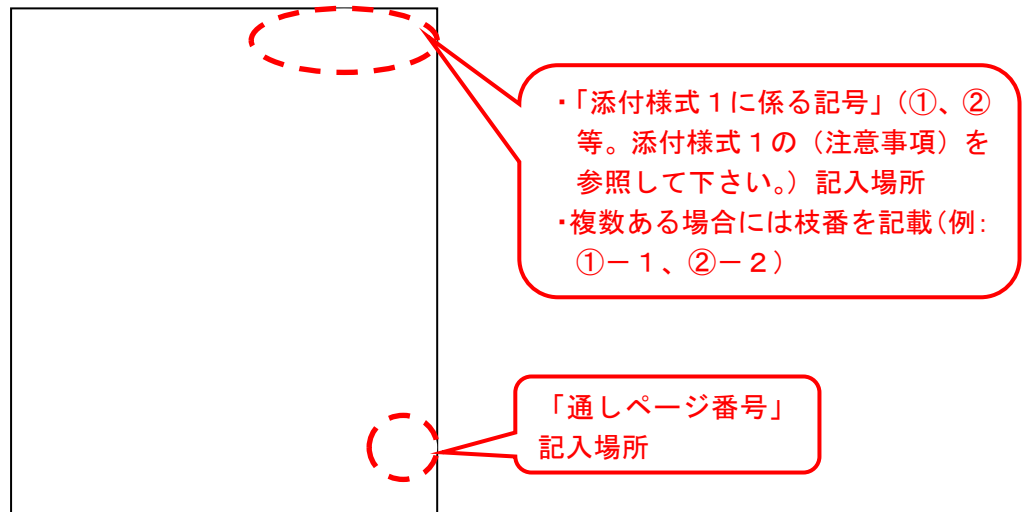 ・「添付様式１に係る記号」（①、②
等。添付様式１の（注意事項）を
参照して下さい。）記入場所
・複数ある場合には枝番を記載（例：
①－１、②－２）
「通しページ番号」
記入場所